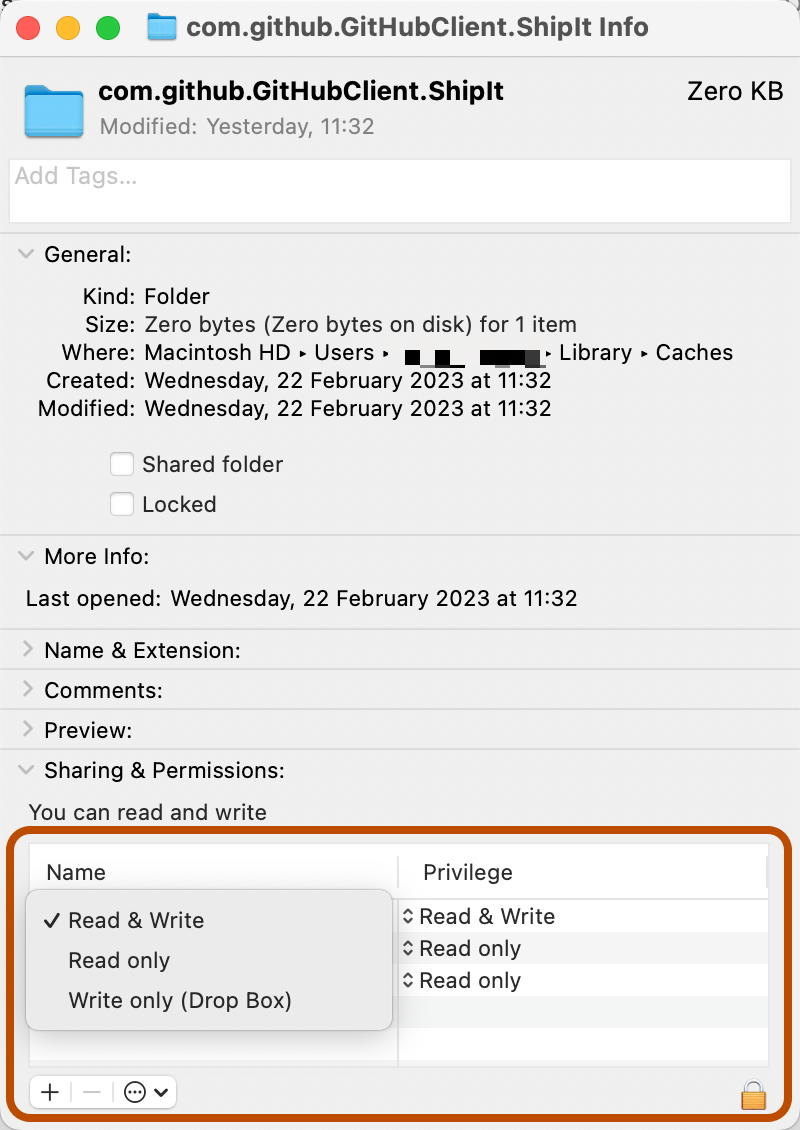 com.github.GitHubClient.ShipIt Info
com.github.GitHubClient.ShipIt Zero KB
Modified: Yesterday, 11:32
Add Tags...
General:
Kind: Folder
Size: Zero bytes (Zero bytes on disk) for 1 item
Where: Macintosh HD ‣ Users ‣ ‣ Library ‣ Caches
Created: Wednesday, 22 February 2023 at 11:32
Modified: Wednesday, 22 February 2023 at 11:32
Shared folder
Locked
More Info:
Last opened: Wednesday, 22 February 2023 at 11:32
Name & Extension:
Comments:
Preview:
Sharing & Permissions:
You can read and write
Name Privilege
✓ Read & Write Read & Write
Read only Read only
Write only (Drop Box) Read only